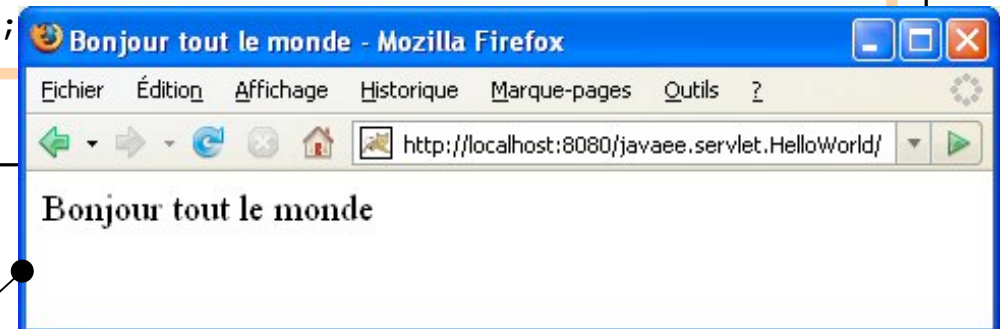 ;
Bonjour tout le monde - Mozilla Firefox
Fichier Édition Affichage Historique Marque-pages Outils ?
http://localhost:8080/javaee.servlet.HelloWorld/
Bonjour tout le monde